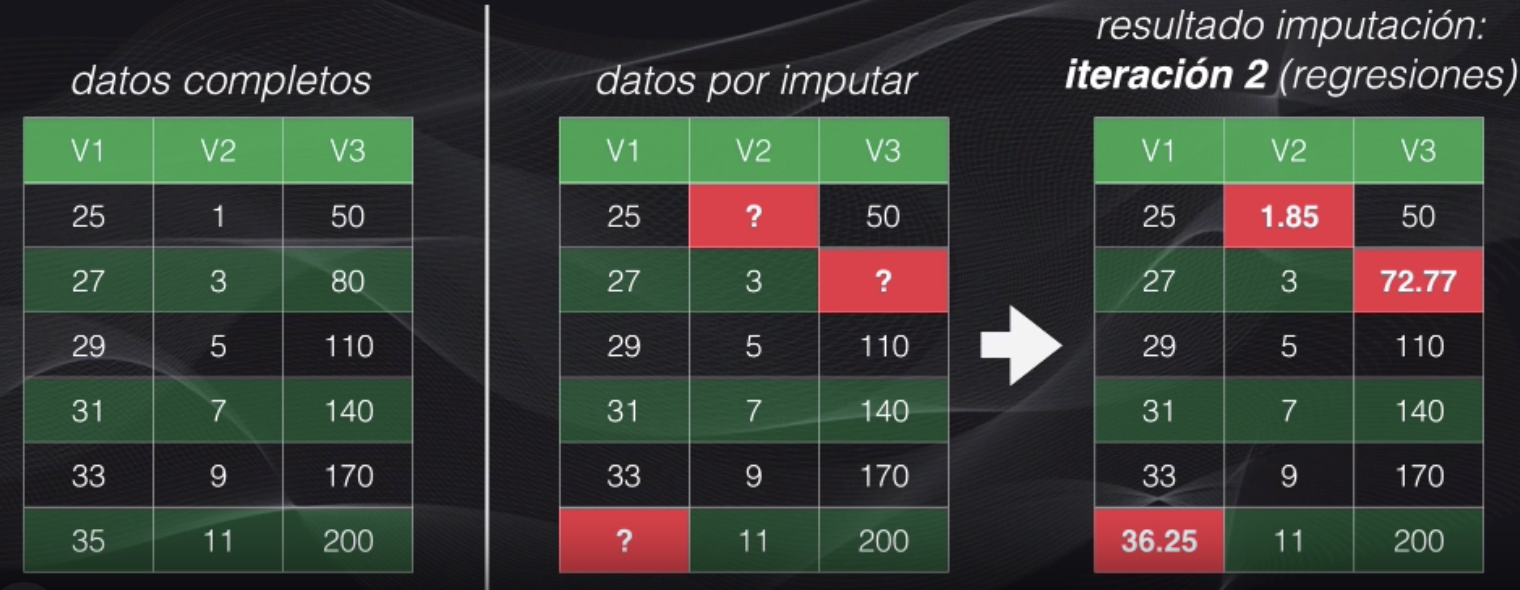 datos completos
V1 V2 V3
25 1 50
27 3 80
29 5 110
31 7 140
33 9 170
35 11 200
datos por imputar
V1 V2 V3
25 ? 50
27 3 ?
29 5 110
31 7 140
33 9 170
? 11 200
resultado imputación:
iteración 2 (regresiones)
V1 V2 V3
25 1.85 50
27 3 72.77
29 5 110
31 7 140
33 9 170
36.25 11 200